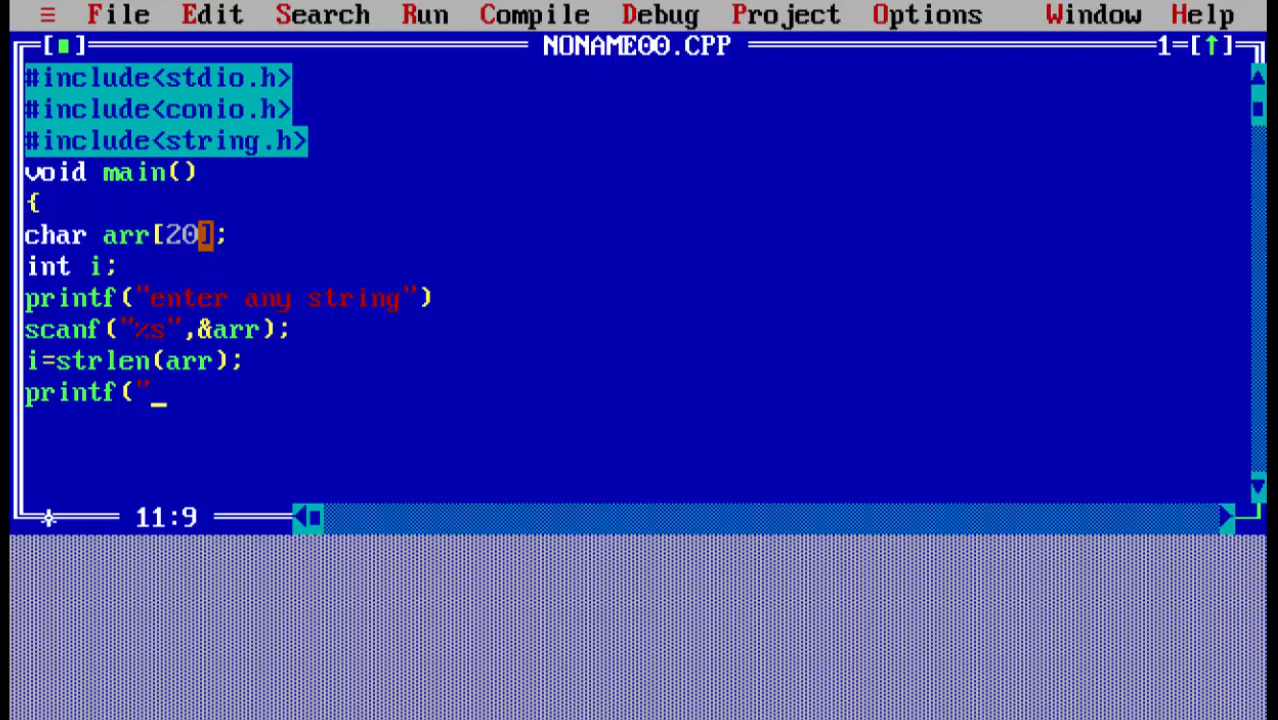 ≡ File Edit Search Run Compile Debug Project Options Window Help
[■] NONAME00.CPP 1=[↑]
#include<stdio.h>
#include<conio.h>
#include<string.h>
void main()
{
char arr[20];
int i;
printf("enter any string")
scanf("%s",&arr);
i=strlen(arr);
printf("_
11:9